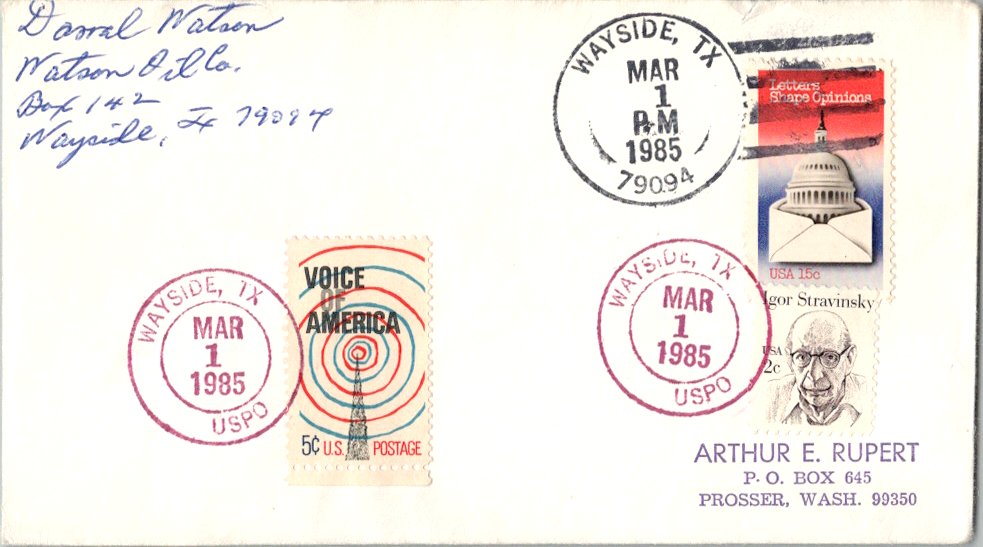 Darral Watson
Watson Oil Co.
Box 142
Wayside, Tx 79094
WAYSIDE, TX
MAR
1
P.M
1985
79094
Letters
Shape Opinions
USA 15c
WAYSIDE, TX
MAR
1
1985
USPO
VOICE
OF
AMERICA
5¢ U.S. POSTAGE
WAYSIDE, TX
MAR
1
1985
USPO
Igor Stravinsky
USA
2c
ARTHUR E. RUPERT
P. O. BOX 645
PROSSER, WASH. 99350